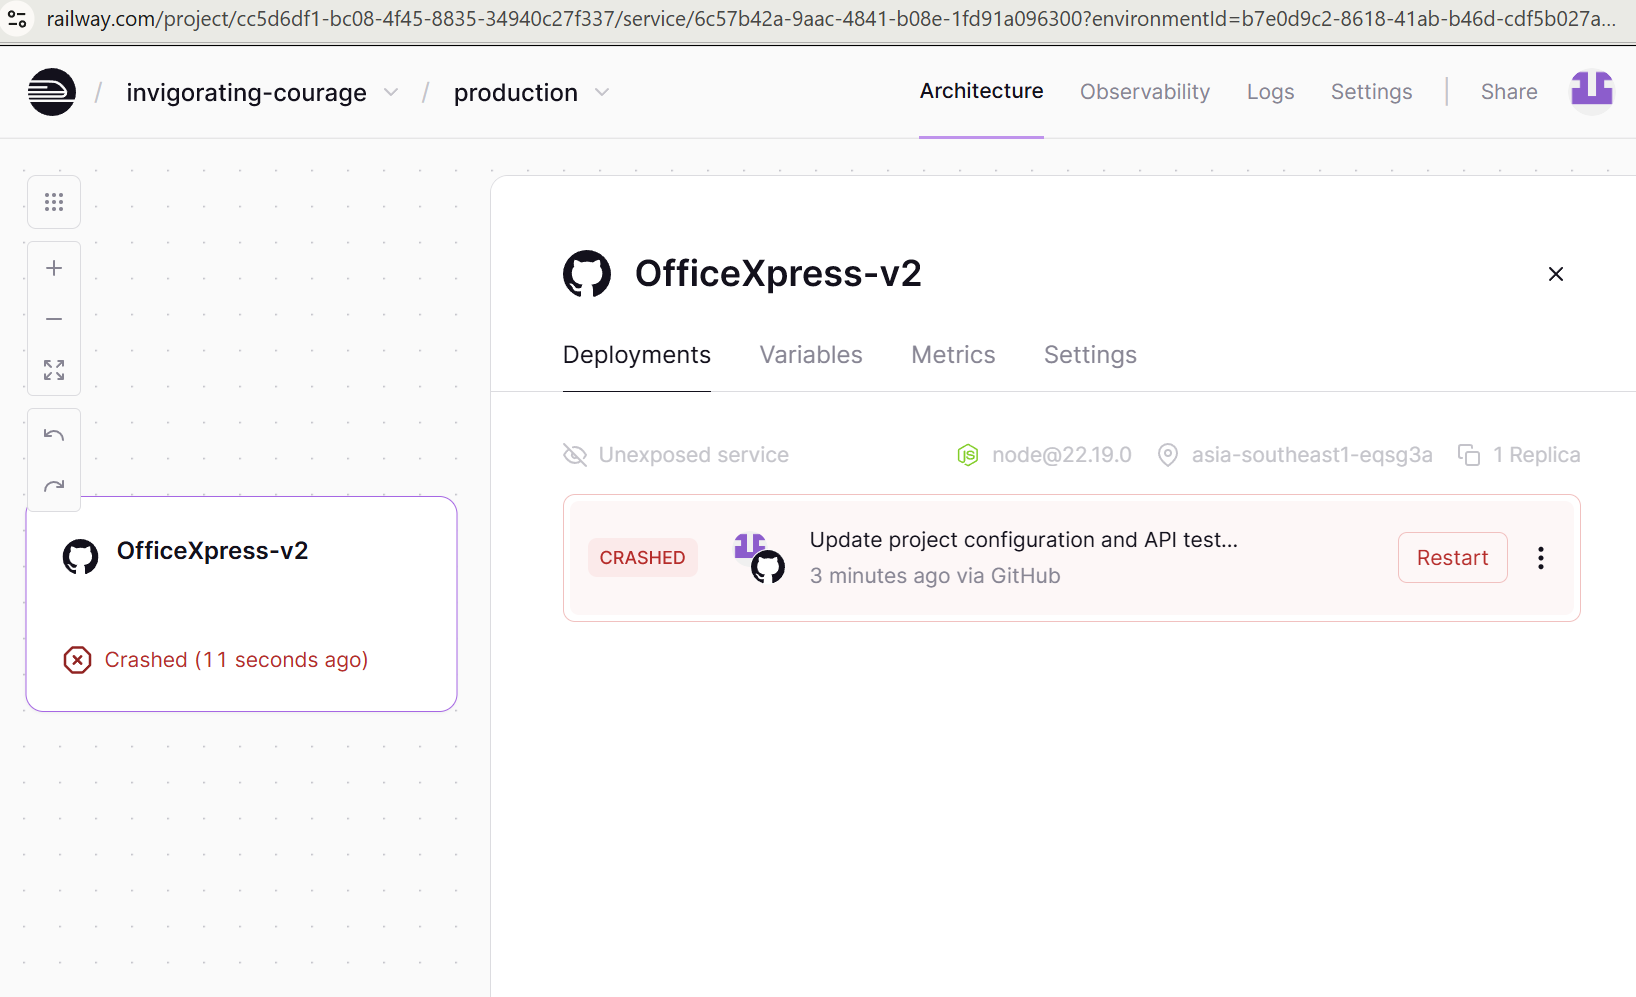 railway.com/project/cc5d6df1-bc08-4f45-8835-34940c27f337/service/6c57b42a-9aac-4841-b08e-1fd91a096300?environmentId=b7e0d9c2-8618-41ab-b46d-cdf5b027a...
/ invigorating-courage / production
Architecture Observability Logs Settings Share
OfficeXpress-v2
Deployments Variables Metrics Settings
Unexposed service node@22.19.0 asia-southeast1-eqsg3a 1 Replica
CRASHED
Update project configuration and API test...
3 minutes ago via GitHub
Restart
OfficeXpress-v2
Crashed (11 seconds ago)